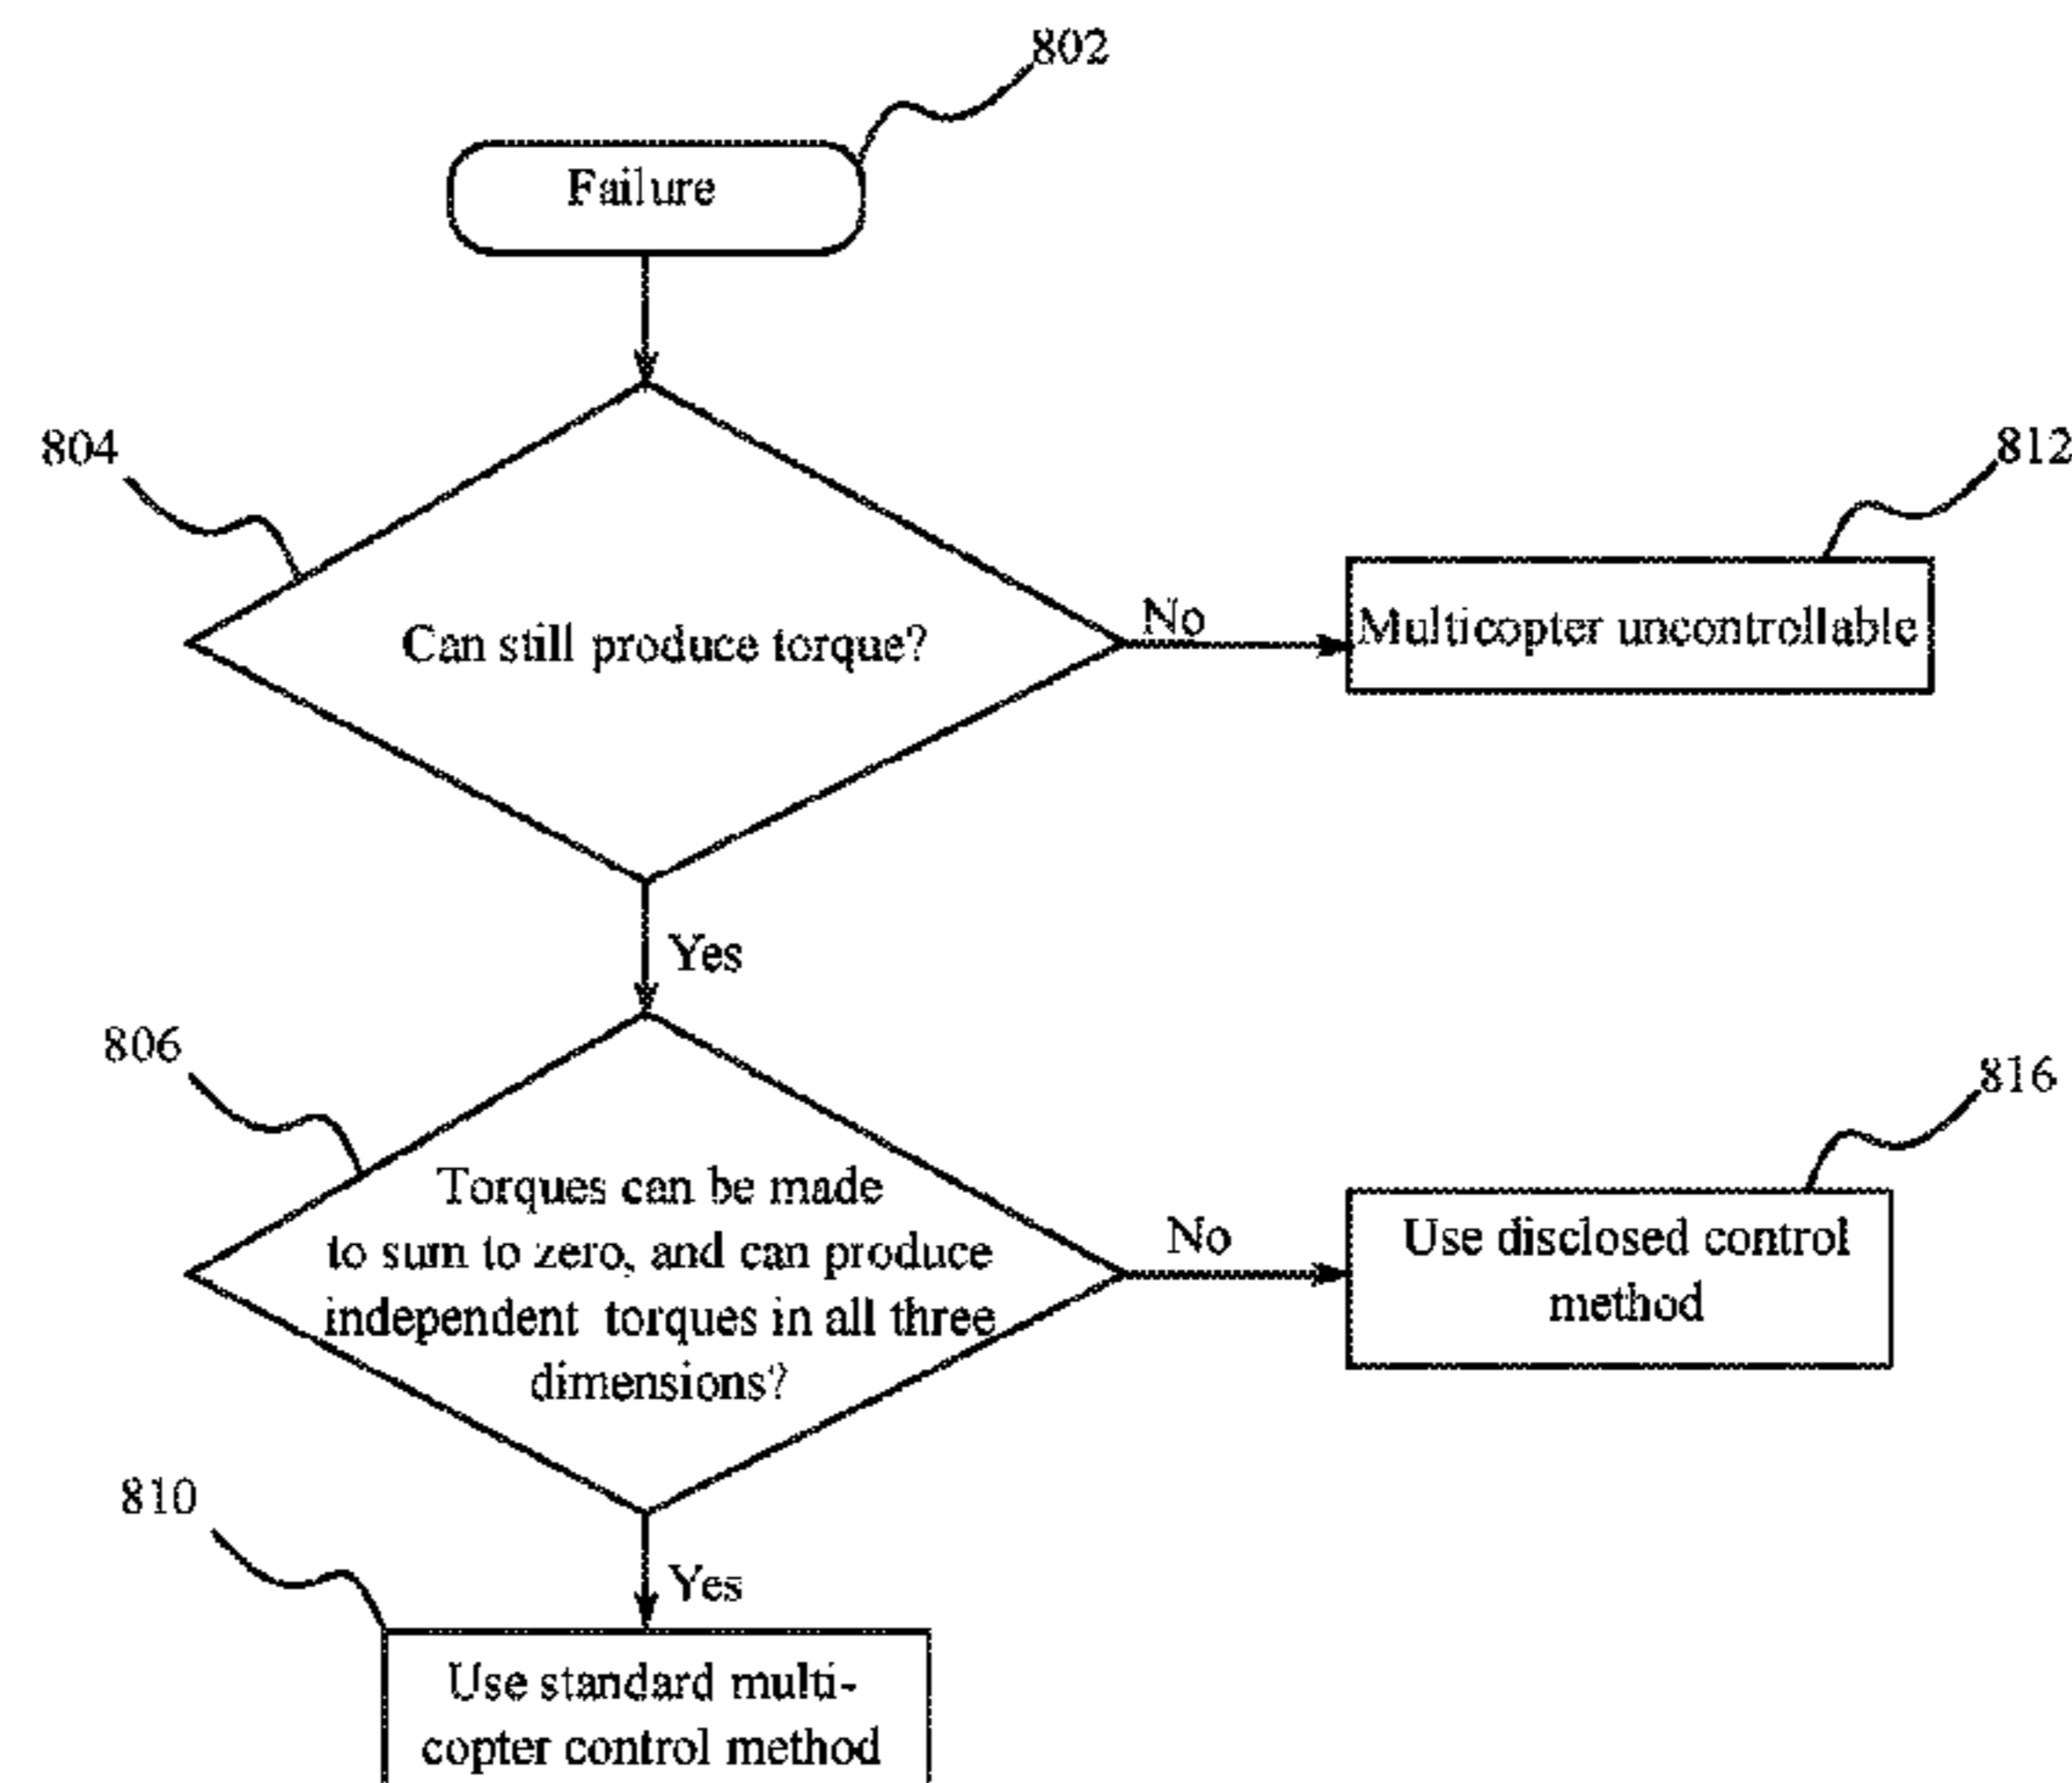 802
Failure
804
812
Can still produce torque?
No
Multicopter uncontrollable
Yes
806
816
Torques can be made
to sum to zero, and can produce
independent torques in all three
dimensions?
No
Use disclosed control
method
810
Yes
Use standard multi-
copter control method